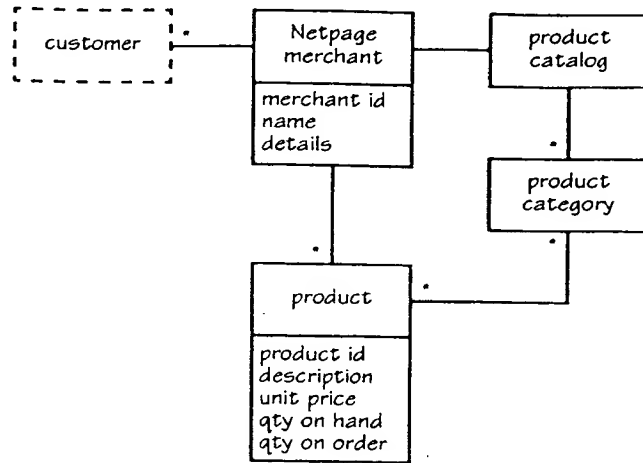 customer
Netpage
merchant
merchant id
name
details
product
catalog
product
category
product
product id
description
unit price
qty on hand
qty on order